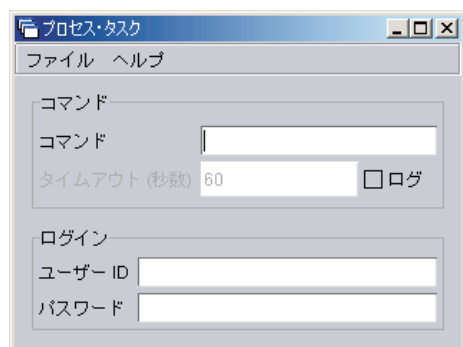 プロセス・タスク
ファイル ヘルプ
コマンド
コマンド
タイムアウト (秒数) 60 ログ
ログイン
ユーザー ID
パスワード